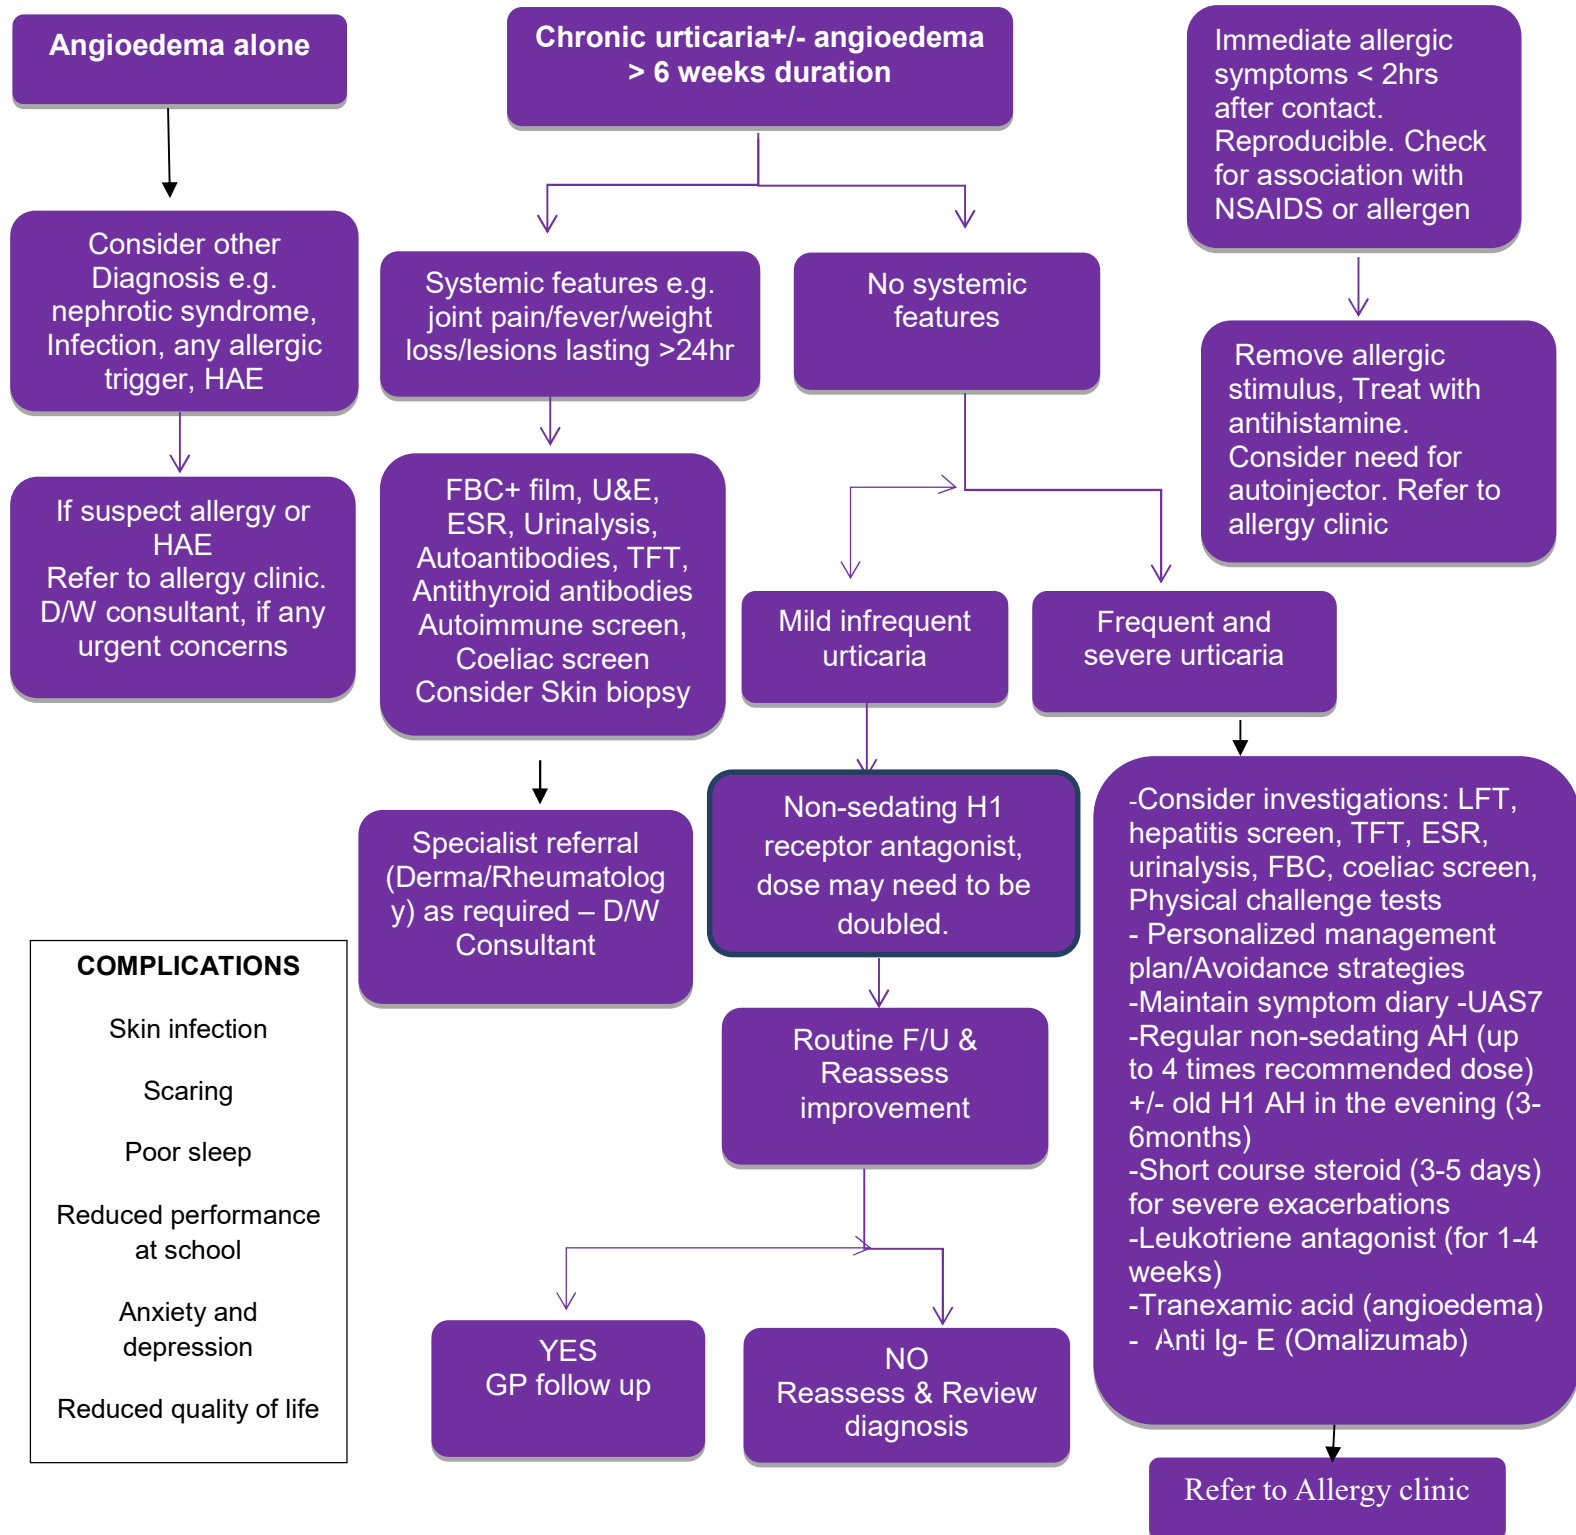 Angioedema alone
Chronic urticaria+/- angioedema
> 6 weeks duration
Immediate allergic
symptoms < 2hrs
after contact.
Reproducible. Check
for association with
NSAIDS or allergen
Consider other
Diagnosis e.g.
nephrotic syndrome,
Infection, any allergic
trigger, HAE
Systemic features e.g.
joint pain/fever/weight
loss/lesions lasting >24hr
No systemic
features
Remove allergic
stimulus, Treat with
antihistamine.
Consider need for
autoinjector. Refer to
allergy clinic
If suspect allergy or
HAE
Refer to allergy clinic.
D/W consultant, if any
urgent concerns
FBC+ film, U&E,
ESR, Urinalysis,
Autoantibodies, TFT,
Antithyroid antibodies
Autoimmune screen,
Coeliac screen
Consider Skin biopsy
Mild infrequent
urticaria
Frequent and
severe urticaria
Specialist referral
(Derma/Rheumatolog
y) as required – D/W
Consultant
Non-sedating H1
receptor antagonist,
dose may need to be
doubled.
-Consider investigations: LFT,
hepatitis screen, TFT, ESR,
urinalysis, FBC, coeliac screen,
Physical challenge tests
- Personalized management
plan/Avoidance strategies
-Maintain symptom diary -UAS7
-Regular non-sedating AH (up
to 4 times recommended dose)
+/- old H1 AH in the evening (3-
6months)
-Short course steroid (3-5 days)
for severe exacerbations
-Leukotriene antagonist (for 1-4
weeks)
-Tranexamic acid (angioedema)
- Anti Ig- E (Omalizumab)
COMPLICATIONS
Skin infection
Scaring
Poor sleep
Reduced performance
at school
Anxiety and
depression
Reduced quality of life
Routine F/U &
Reassess
improvement
YES
GP follow up
NO
Reassess & Review
diagnosis
Refer to Allergy clinic